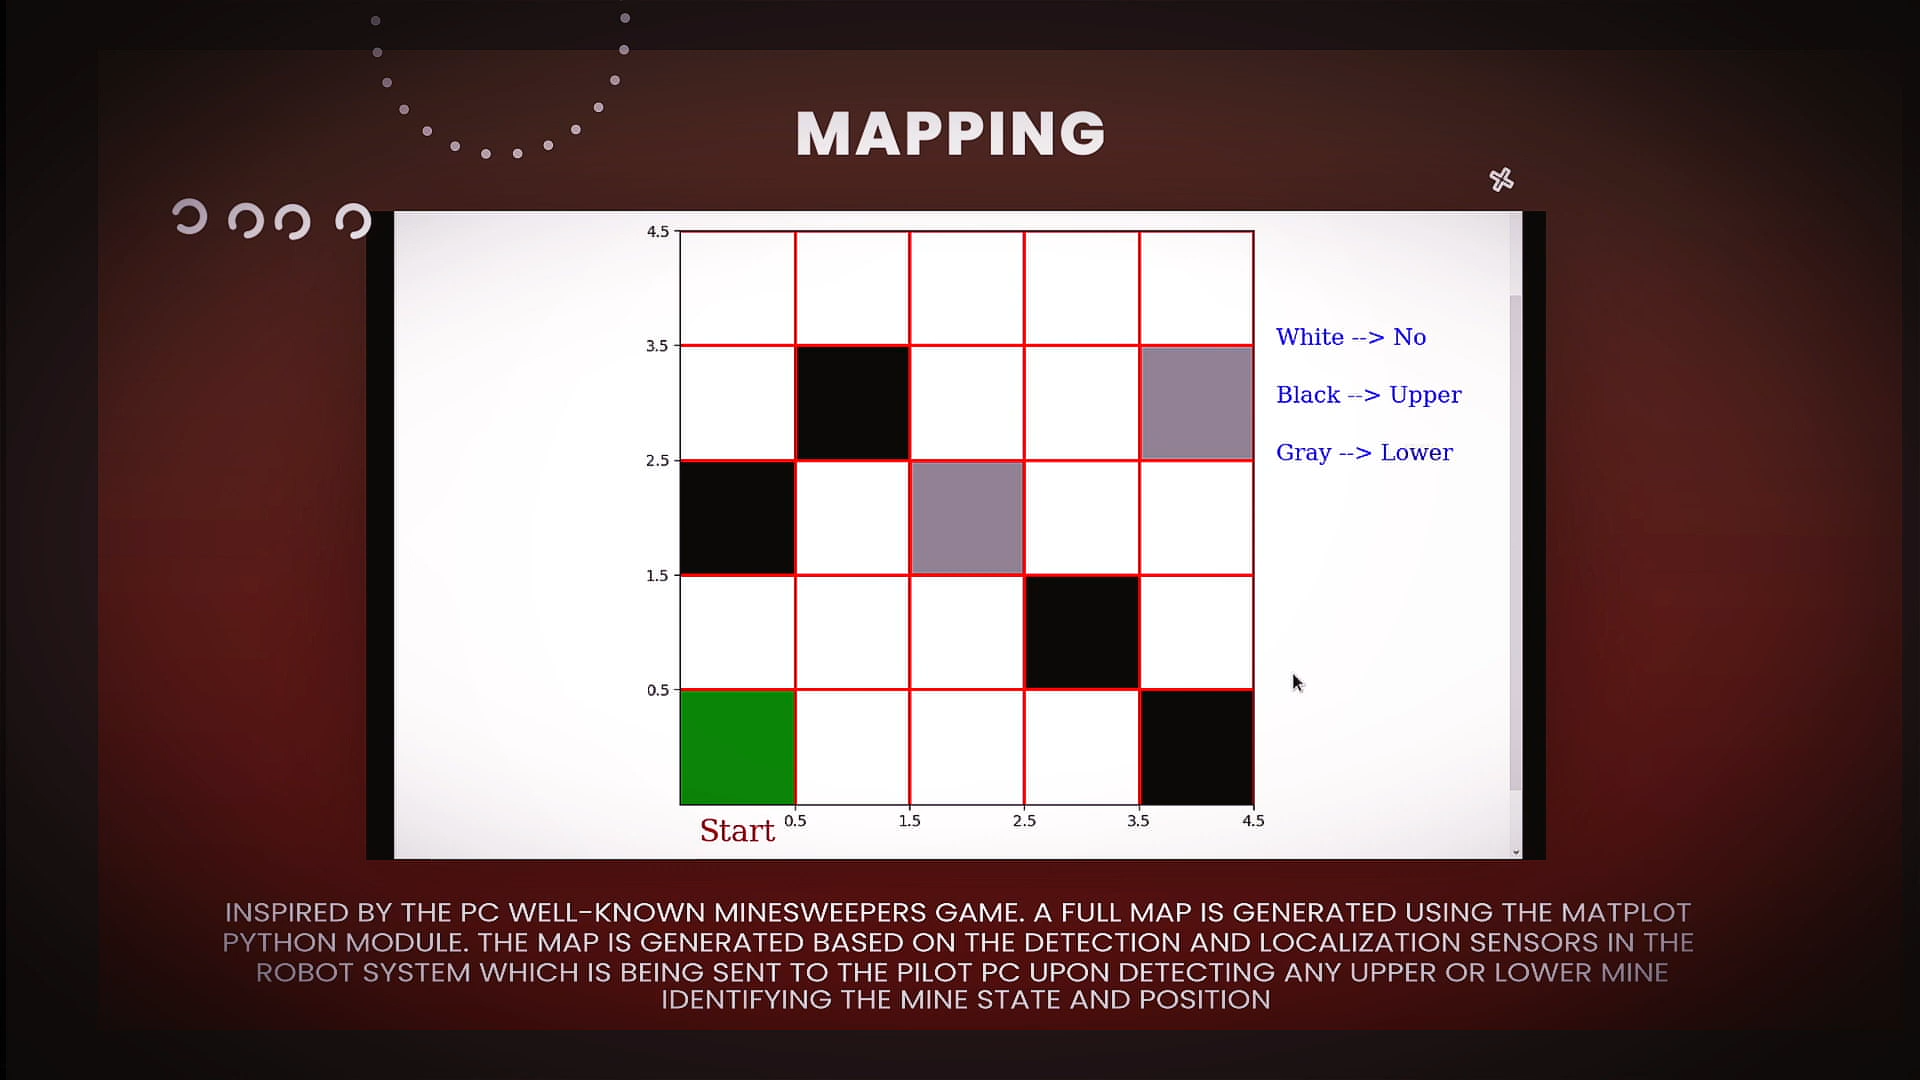 MAPPING
4.5
3.5
2.5
1.5
0.5
White --> No
Black --> Upper
Gray --> Lower
Start
0.5 1.5 2.5 3.5 4.5
INSPIRED BY THE PC WELL-KNOWN MINESWEEPERS GAME. A FULL MAP IS GENERATED USING THE MATPLOT
PYTHON MODULE. THE MAP IS GENERATED BASED ON THE DETECTION AND LOCALIZATION SENSORS IN THE
ROBOT SYSTEM WHICH IS BEING SENT TO THE PILOT PC UPON DETECTING ANY UPPER OR LOWER MINE
IDENTIFYING THE MINE STATE AND POSITION